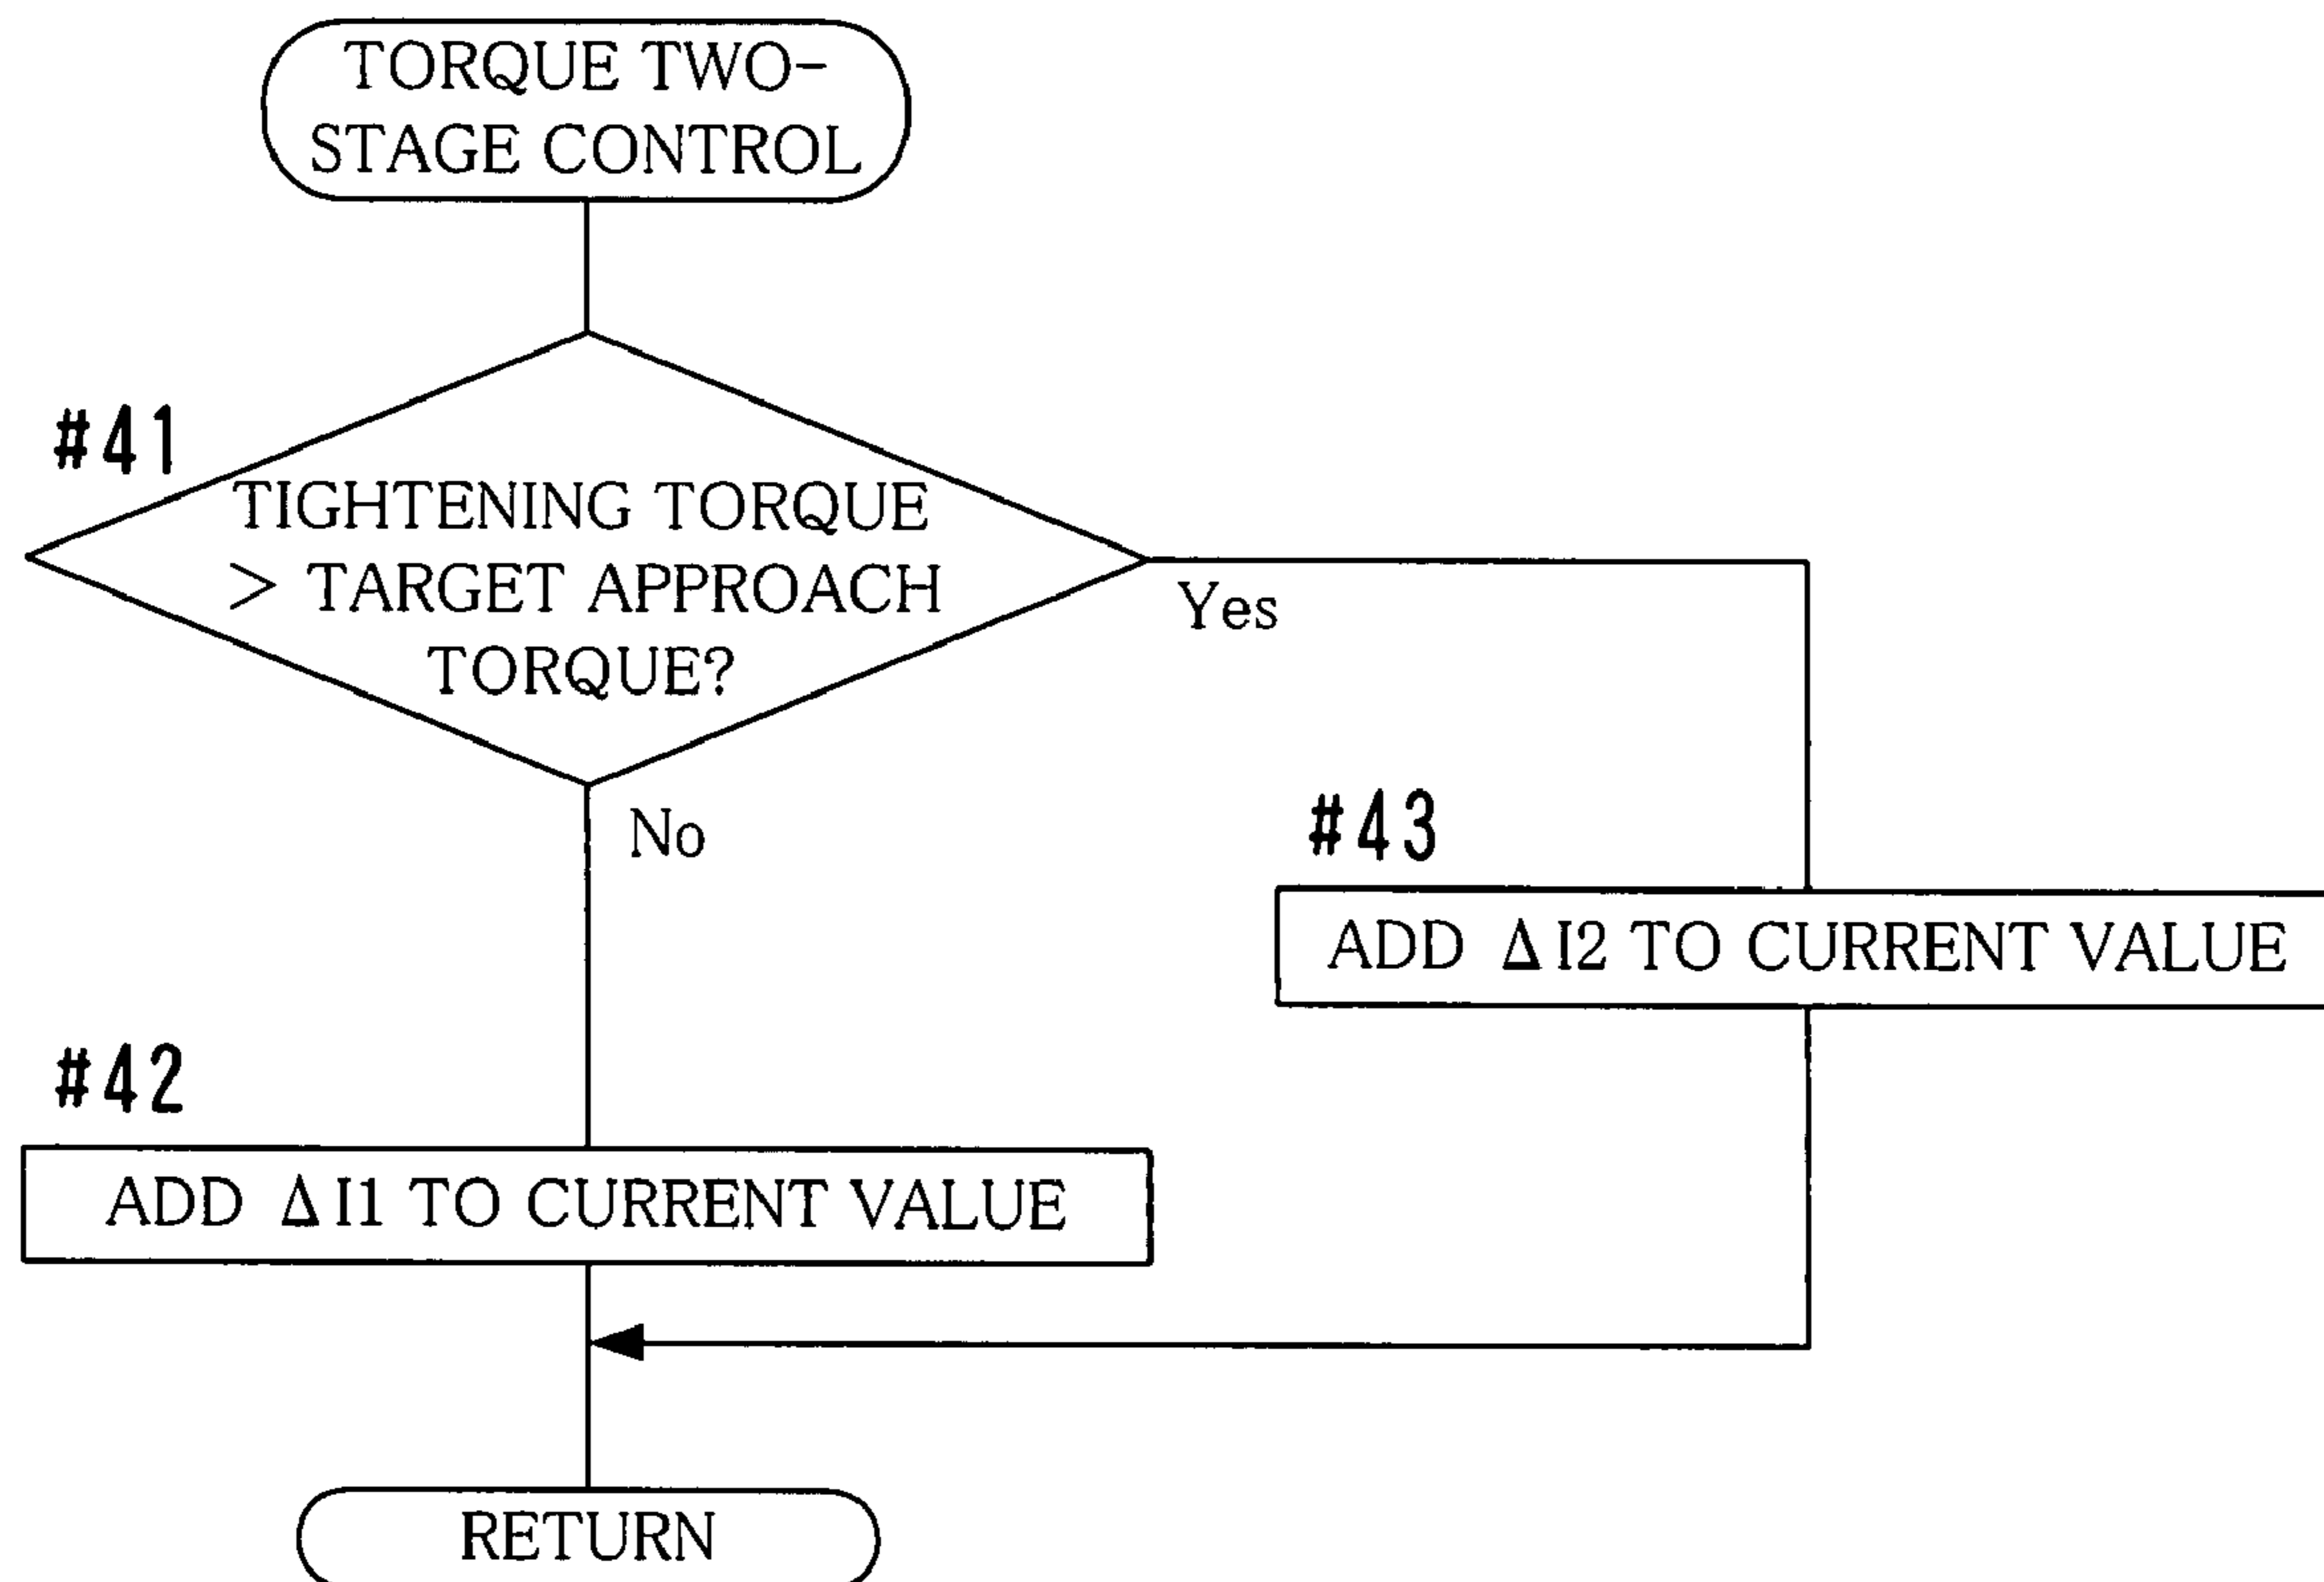 TORQUE TWO-
STAGE CONTROL
#41
TIGHTENING TORQUE
> TARGET APPROACH
TORQUE?
Yes
No
#43
ADD ΔI2 TO CURRENT VALUE
#42
ADD ΔI1 TO CURRENT VALUE
RETURN